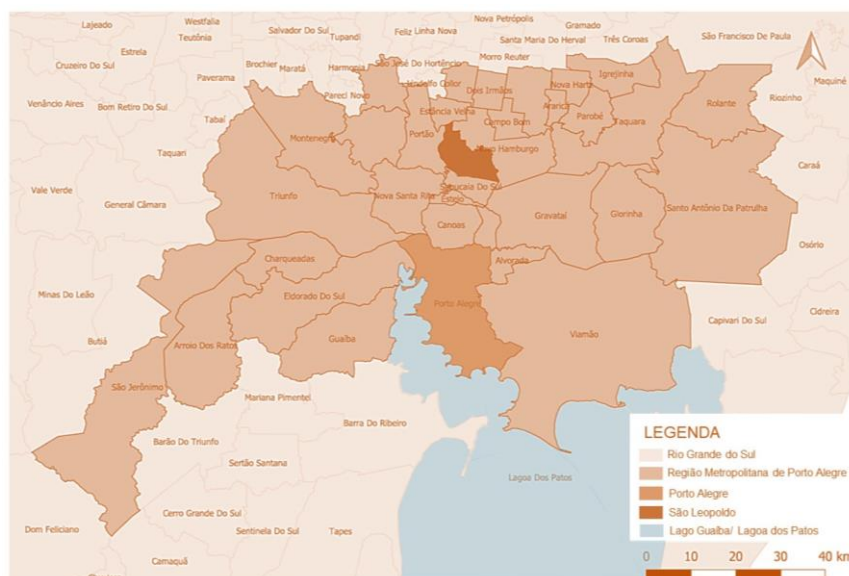 Lajeado
Westfalia
Teutônia
Salvador Do Sul
Tupandi
Feliz
Linha Nova
Nova Petrópolis
Gramado
Santa Maria Do Herval
Três Coroas
São Francisco De Paula
Cruzeiro Do Sul
Estrela
Paverama
Brochier
Maratá
Harmonia
São José Do Hortêncio
Morro Reuter
Igrejinha
Maquiné
Riozinho
Venâncio Aires
Bom Retiro Do Sul
Tabaí
Pareci Novo
Dois Irmãos
Nova Hartz
Rolante
Estância Velha
Campo Bom
Araricá
Parobé
Taquara
Montenegro
Portão
Novo Hamburgo
Taquari
Caraá
Vale Verde
General Câmara
Triunfo
Nova Santa Rita
Sapucaia Do Sul
Esteio
Canoas
Gravataí
Glorinha
Santo Antônio Da Patrulha
Osório
Charqueadas
Alvorada
Minas Do Leão
Eldorado Do Sul
Porto Alegre
Cidreira
Butiá
Arroio Dos Ratos
Guaíba
Viamão
Capivari Do Sul
São Jerônimo
Mariana Pimentel
Barra Do Ribeiro
Barão Do Triunfo
Sertão Santana
Lagoa Dos Patos
Dom Feliciano
Cerro Grande Do Sul
Sentinela Do Sul
Tapes
Camaquã
LEGENDA
Rio Grande do Sul
Região Metropolitana de Porto Alegre
Porto Alegre
São Leopoldo
Lago Guaíba/ Lagoa dos Patos
0 10 20 30 40 km